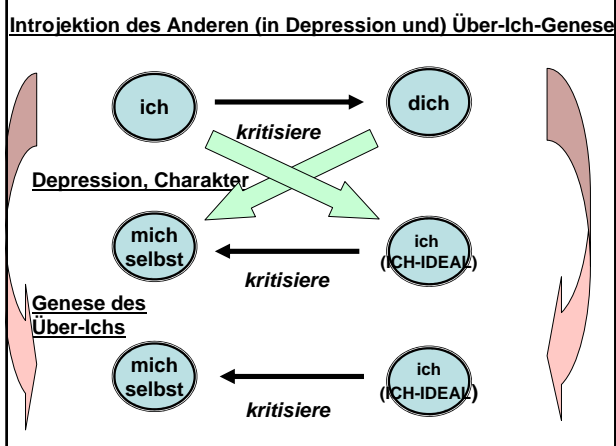 Introjektion des Anderen (in Depression und) Über-Ich-Genese
ich
dich
kritisiere
Depression, Charakter
mich
selbst
ich
(ICH-IDEAL)
kritisiere
Genese des
Über-Ichs
mich
selbst
ich
(ICH-IDEAL)
kritisiere